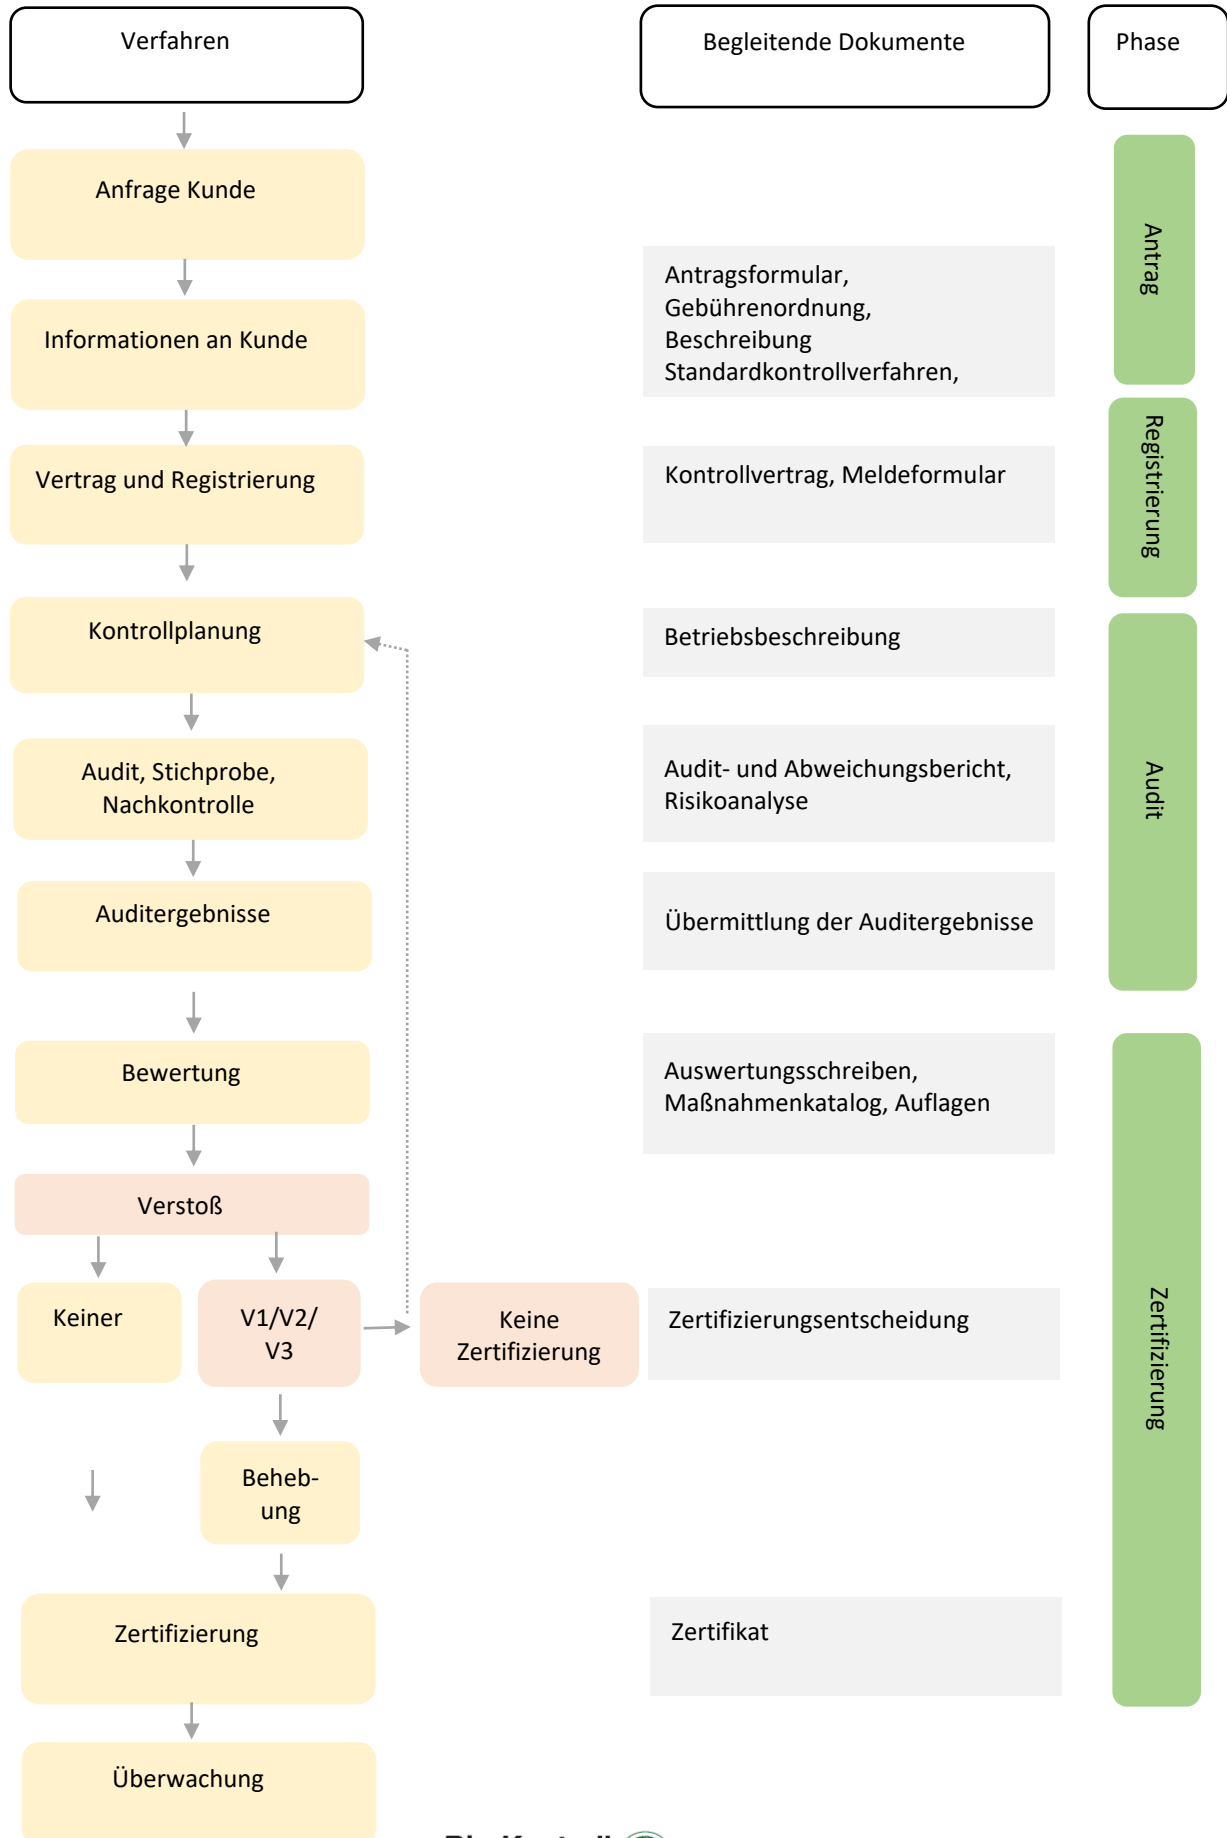 Verfahren
Begleitende Dokumente
Phase
Anfrage Kunde
Antrag
Antragsformular,
Gebührenordnung,
Beschreibung
Standardkontrollverfahren,
Informationen an Kunde
Registrierung
Vertrag und Registrierung
Kontrollvertrag, Meldeformular
Kontrollplanung
Betriebsbeschreibung
Audit
Audit, Stichprobe,
Nachkontrolle
Audit- und Abweichungsbericht,
Risikoanalyse
Auditergebnisse
Übermittlung der Auditergebnisse
Bewertung
Auswertungsschreiben,
Maßnahmenkatalog, Auflagen
Zertifizierung
Verstoß
Keiner
V1/V2/
V3
Keine
Zertifizierung
Zertifizierungsentscheidung
Beheb-
ung
Zertifizierung
Zertifikat
Überwachung